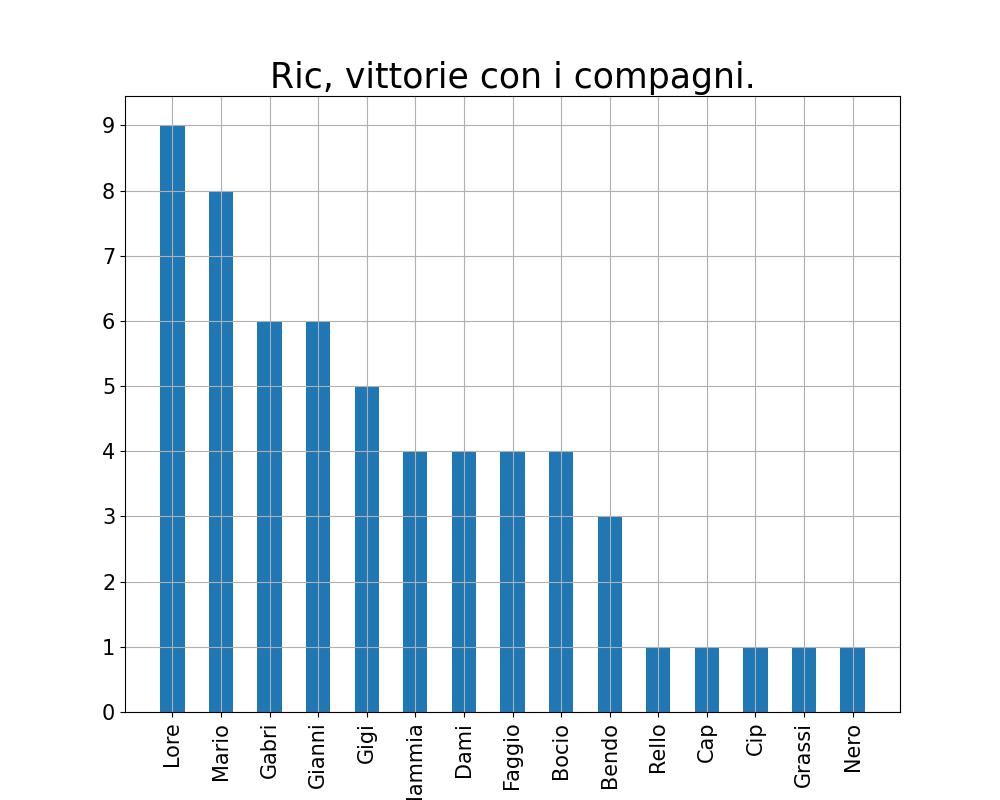 Ric, vittorie con i compagni.
9
8
7
6
5
4
3
2
1
0
Lore
Mario
Gabri
Gianni
Gigi
Dami
Faggio
Bocio
Bendo
Rello
Cap
Cip
Grassi
Nero